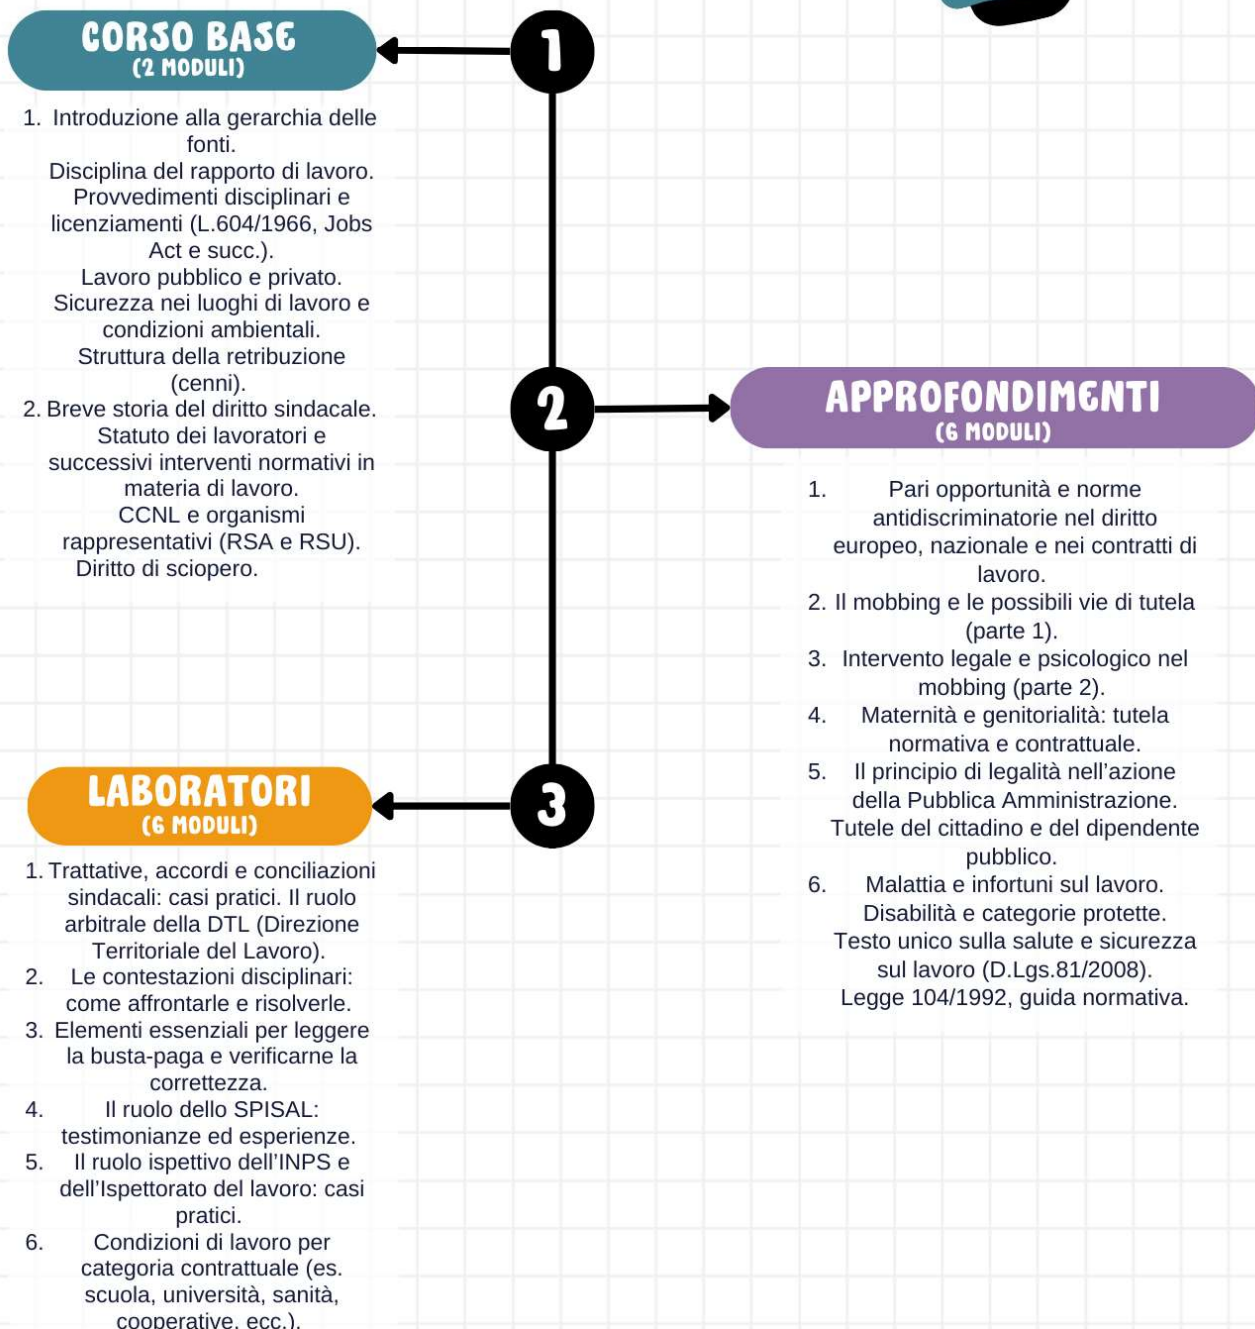 CORSO BASE
(2 MODULI)
1
1. Introduzione alla gerarchia delle
fonti.
Disciplina del rapporto di lavoro.
Provvedimenti disciplinari e
licenziamenti (L.604/1966, Jobs
Act e succ.).
Lavoro pubblico e privato.
Sicurezza nei luoghi di lavoro e
condizioni ambientali.
Struttura della retribuzione
(cenni).
2. Breve storia del diritto sindacale.
Statuto dei lavoratori e
successivi interventi normativi in
materia di lavoro.
CCNL e organismi
rappresentativi (RSA e RSU).
Diritto di sciopero.
2
APPROFONDIMENTI
(6 MODULI)
1. Pari opportunità e norme
antidiscriminatorie nel diritto
europeo, nazionale e nei contratti di
lavoro.
2. Il mobbing e le possibili vie di tutela
(parte 1).
3. Intervento legale e psicologico nel
mobbing (parte 2).
4. Maternità e genitorialità: tutela
normativa e contrattuale.
5. Il principio di legalità nell’azione
della Pubblica Amministrazione.
Tutele del cittadino e del dipendente
pubblico.
6. Malattia e infortuni sul lavoro.
Disabilità e categorie protette.
Testo unico sulla salute e sicurezza
sul lavoro (D.Lgs.81/2008).
Legge 104/1992, guida normativa.
3
LABORATORI
(6 MODULI)
1. Trattative, accordi e conciliazioni
sindacali: casi pratici. Il ruolo
arbitrale della DTL (Direzione
Territoriale del Lavoro).
2. Le contestazioni disciplinari:
come affrontarle e risolverle.
3. Elementi essenziali per leggere
la busta-paga e verificarne la
correttezza.
4. Il ruolo dello SPISAL:
testimonianze ed esperienze.
5. Il ruolo ispettivo dell’INPS e
dell’Ispettorato del lavoro: casi
pratici.
6. Condizioni di lavoro per
categoria contrattuale (es.
scuola, università, sanità,
cooperative, ecc.).